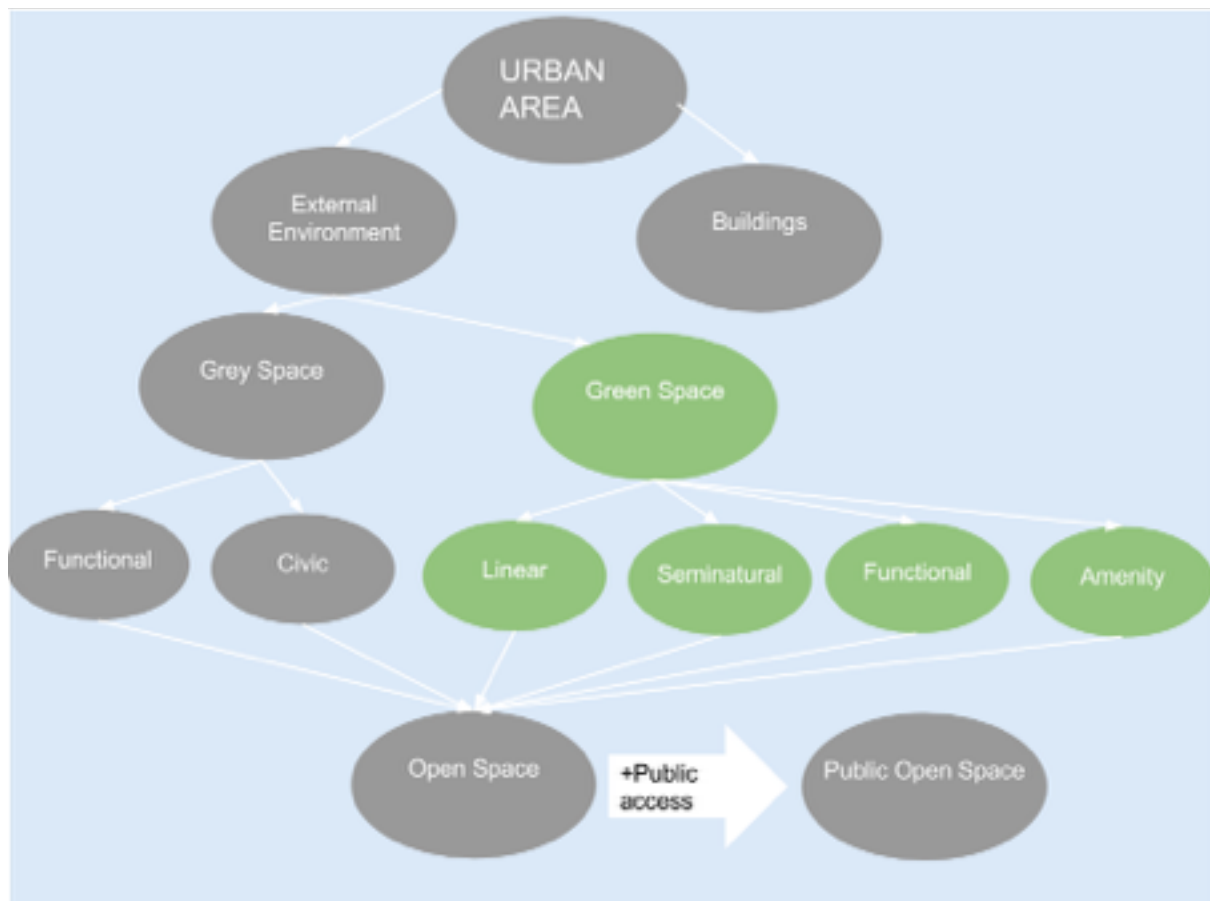 URBAN
AREA
External
Environment
Buildings
Grey Space
Green Space
Functional
Civic
Linear
Seminatural
Functional
Amenity
Open Space
+Public
access
Public Open Space